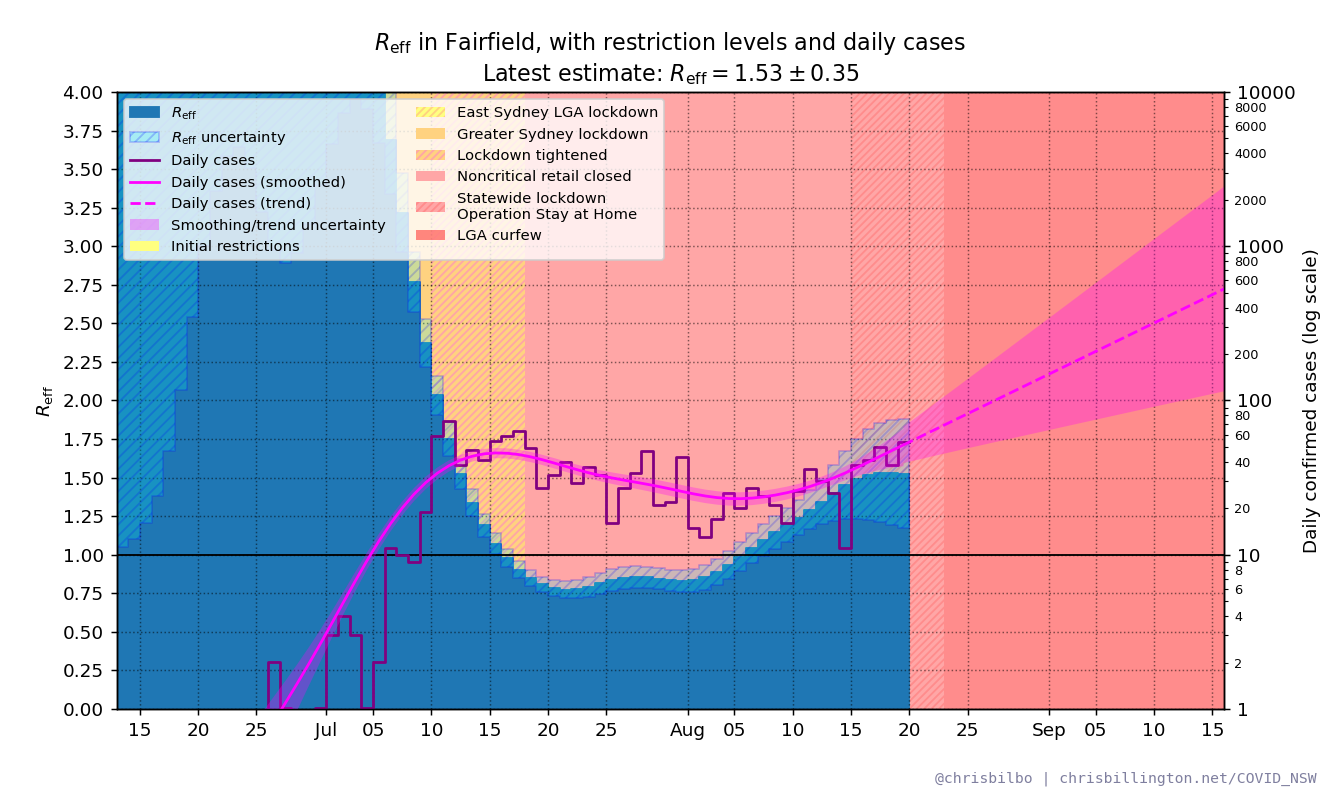 Reff in Fairfield, with restriction levels and daily cases
Latest estimate: Reff = 1.53 ± 0.35
Reff
Reff uncertainty
Daily cases
Daily cases (smoothed)
Daily cases (trend)
Smoothing/trend uncertainty
Initial restrictions
East Sydney LGA lockdown
Greater Sydney lockdown
Lockdown tightened
Noncritical retail closed
Statewide lockdown
Operation Stay at Home
LGA curfew
Reff
4.00
3.75
3.50
3.25
3.00
2.75
2.50
2.25
2.00
1.75
1.50
1.25
1.00
0.75
0.50
0.25
0.00
10000
8000
6000
4000
2000
1000
800
600
400
200
100
80
60
40
20
10
8
6
4
2
1
Daily confirmed cases (log scale)
15 20 25 Jul 05 10 15 20 25 Aug 05 10 15 20 25 Sep 05 10 15
@chrisbilbo | chrisbillington.net/COVID_NSW